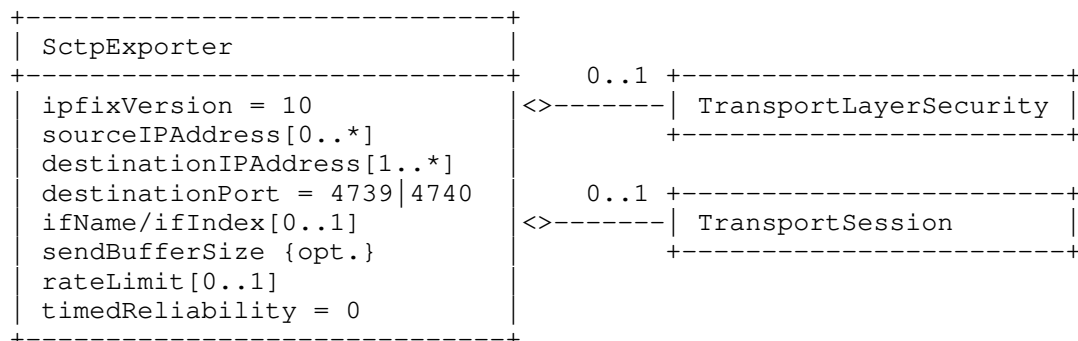 SctpExporter
0..1
ipfixVersion = 10
TransportLayerSecurity
sourceIPAddress[0..*]
destinationIPAddress[1..*]
destinationPort = 4739|4740
0..1
ifName/ifIndex[0..1]
TransportSession
sendBufferSize {opt.}
rateLimit[0..1]
timedReliability = 0